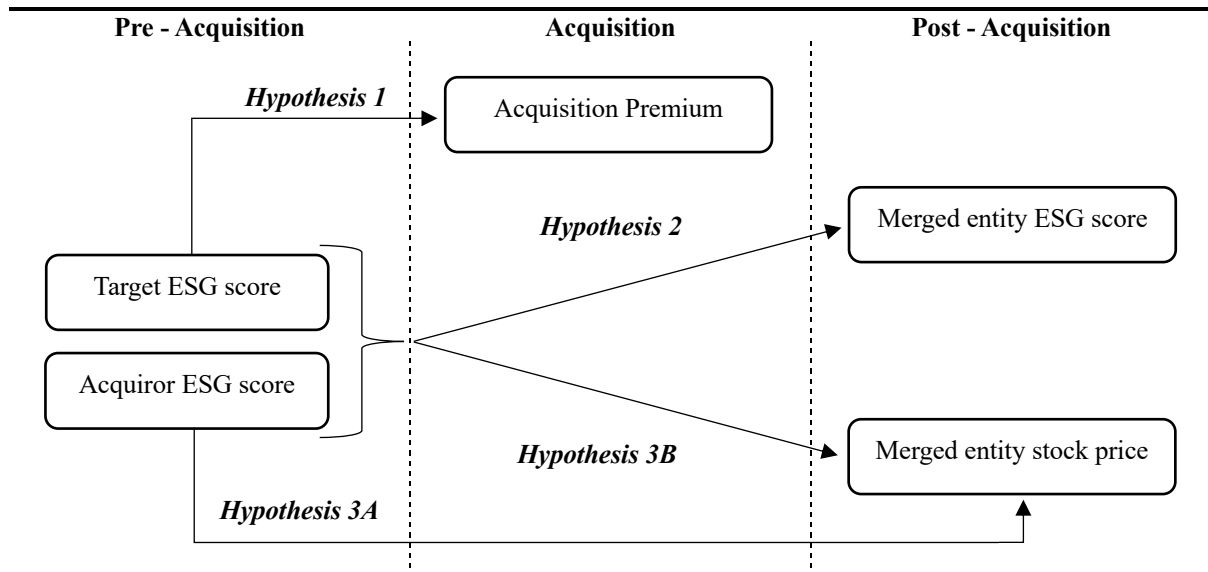 Pre - Acquisition
Acquisition
Post - Acquisition
Hypothesis 1
Acquisition Premium
Hypothesis 2
Merged entity ESG score
Target ESG score
Acquiror ESG score
Hypothesis 3B
Merged entity stock price
Hypothesis 3A